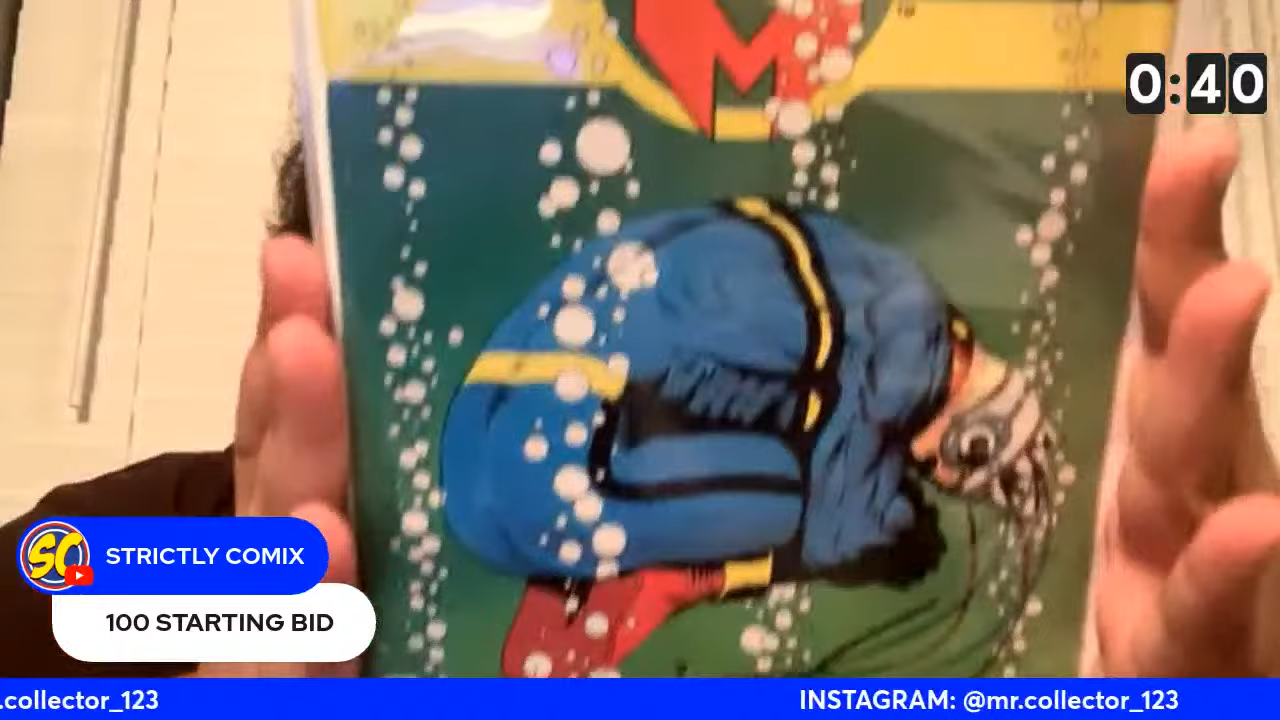 M
0:40
SC
STRICTLY COMIX
100 STARTING BID
.collector_123
INSTAGRAM: @mr.collector_123